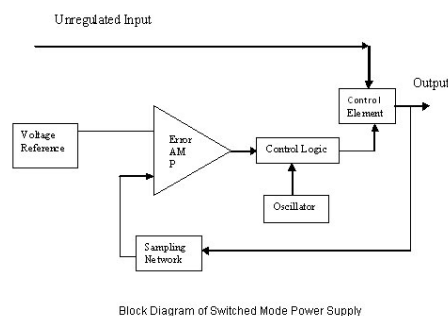 Unregulated Input
Output
Control
Element
Voltage
Reference
Error
AM
P
Control Logic
Oscillator
Sampling
Network
Block Diagram of Switched Mode Power Supply